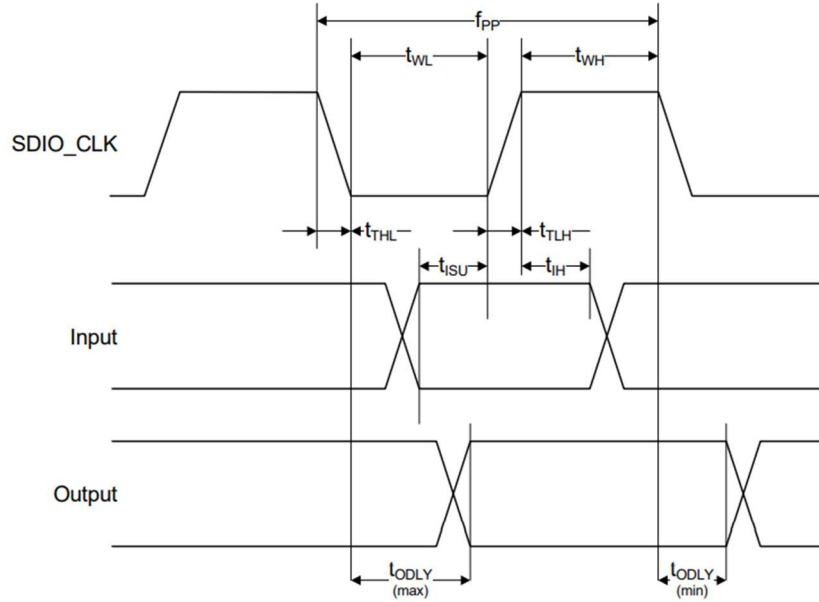 fPP
tWL
tWH
SDIO_CLK
tTHL
tTLH
tISU
tIH
Input
Output
tODLY
(max)
tODLY
(min)